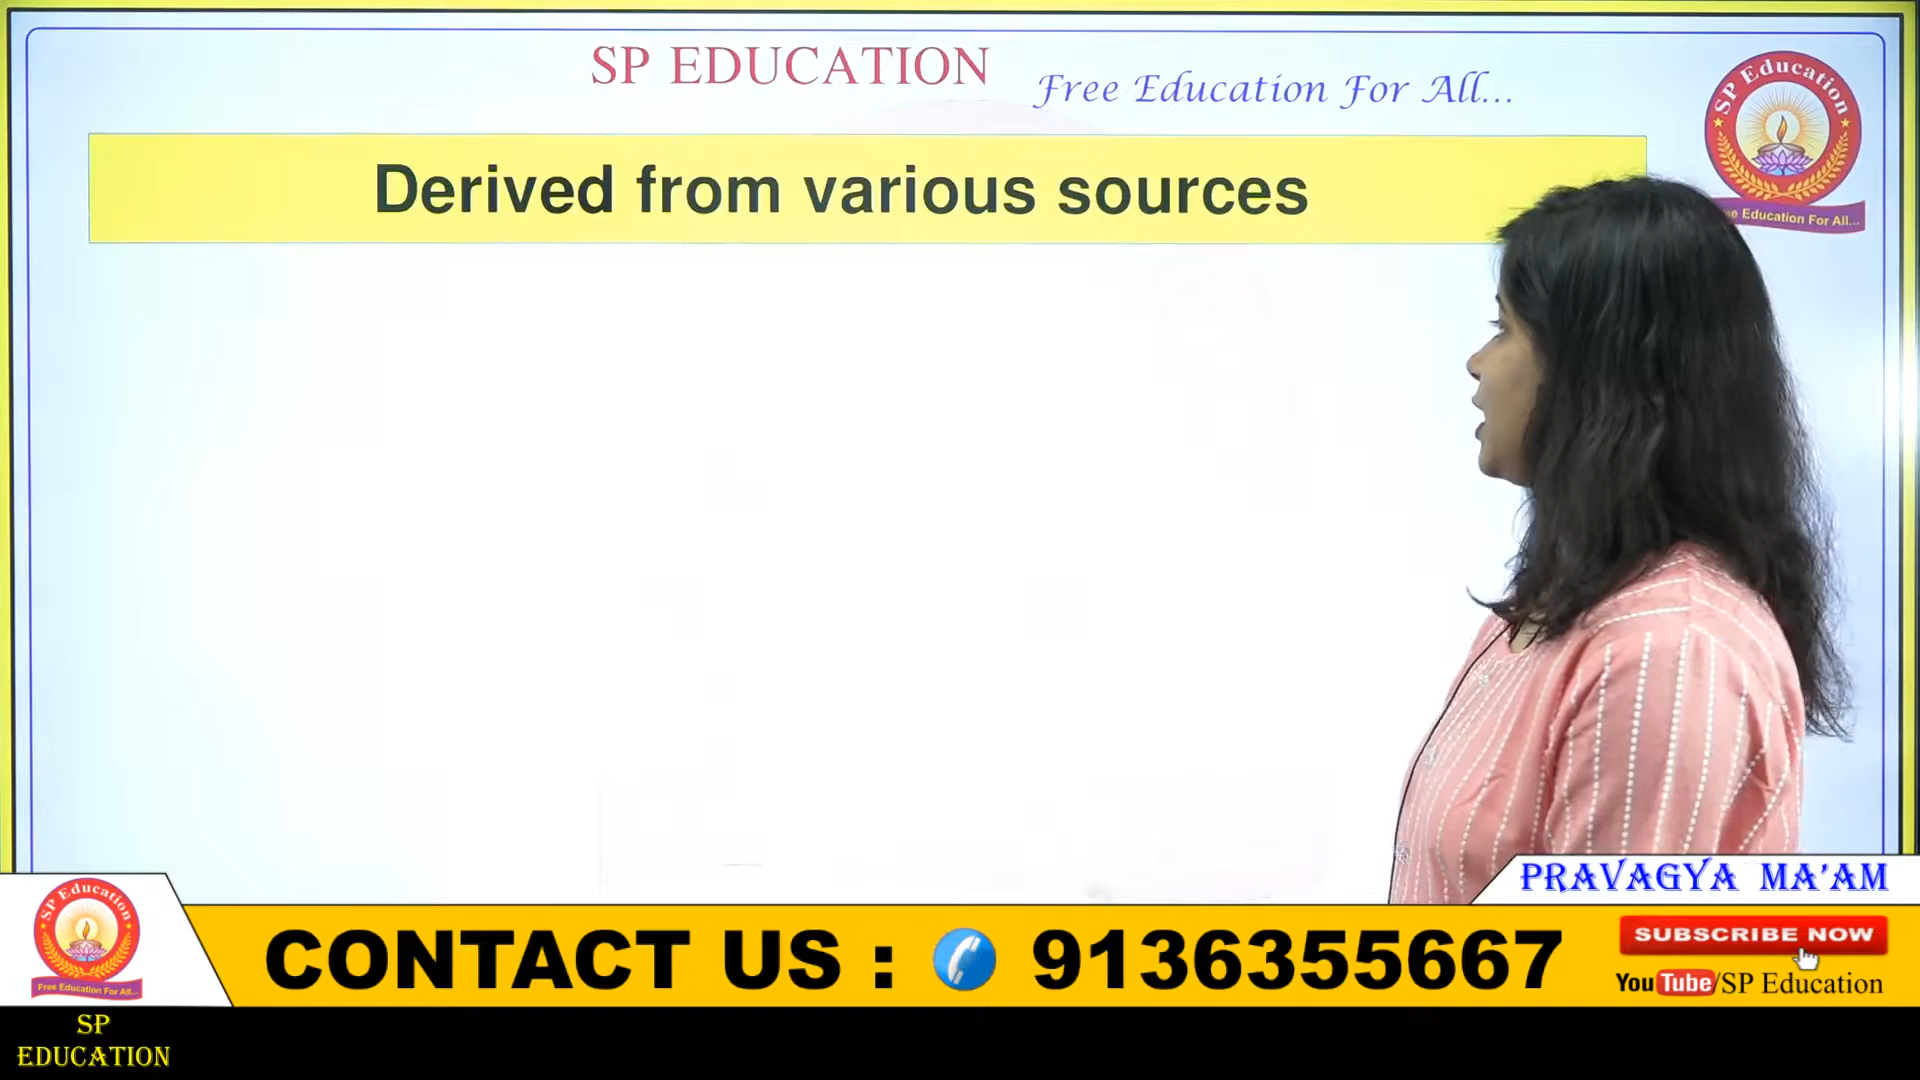 SP EDUCATION
Free Education For All...
SP Education
Education For All...
Derived from various sources
PRAVAGYA MA'AM
SP Education
Free Education For All...
CONTACT US : 9136355667
SUBSCRIBE NOW
YouTube/SP Education
SP
EDUCATION